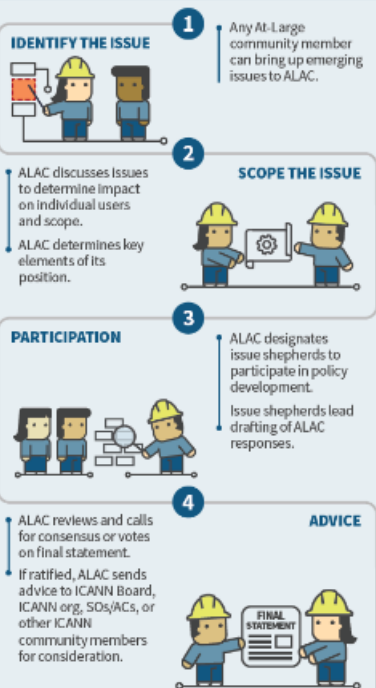 1
IDENTIFY THE ISSUE
Any At-Large
community member
can bring up emerging
issues to ALAC.
2
SCOPE THE ISSUE
ALAC discusses issues
to determine impact
on individual users
and scope.
ALAC determines key
elements of its
position.
3
PARTICIPATION
ALAC designates
issue shepherds to
participate in policy
development.
Issue shepherds lead
drafting of ALAC
responses.
4
ADVICE
ALAC reviews and calls
for consensus or votes
on final statement.
If ratified, ALAC sends
advice to ICANN Board,
ICANN org, SOs/ACs, or
other ICANN
community members
for consideration.
FINAL
STATEMENT